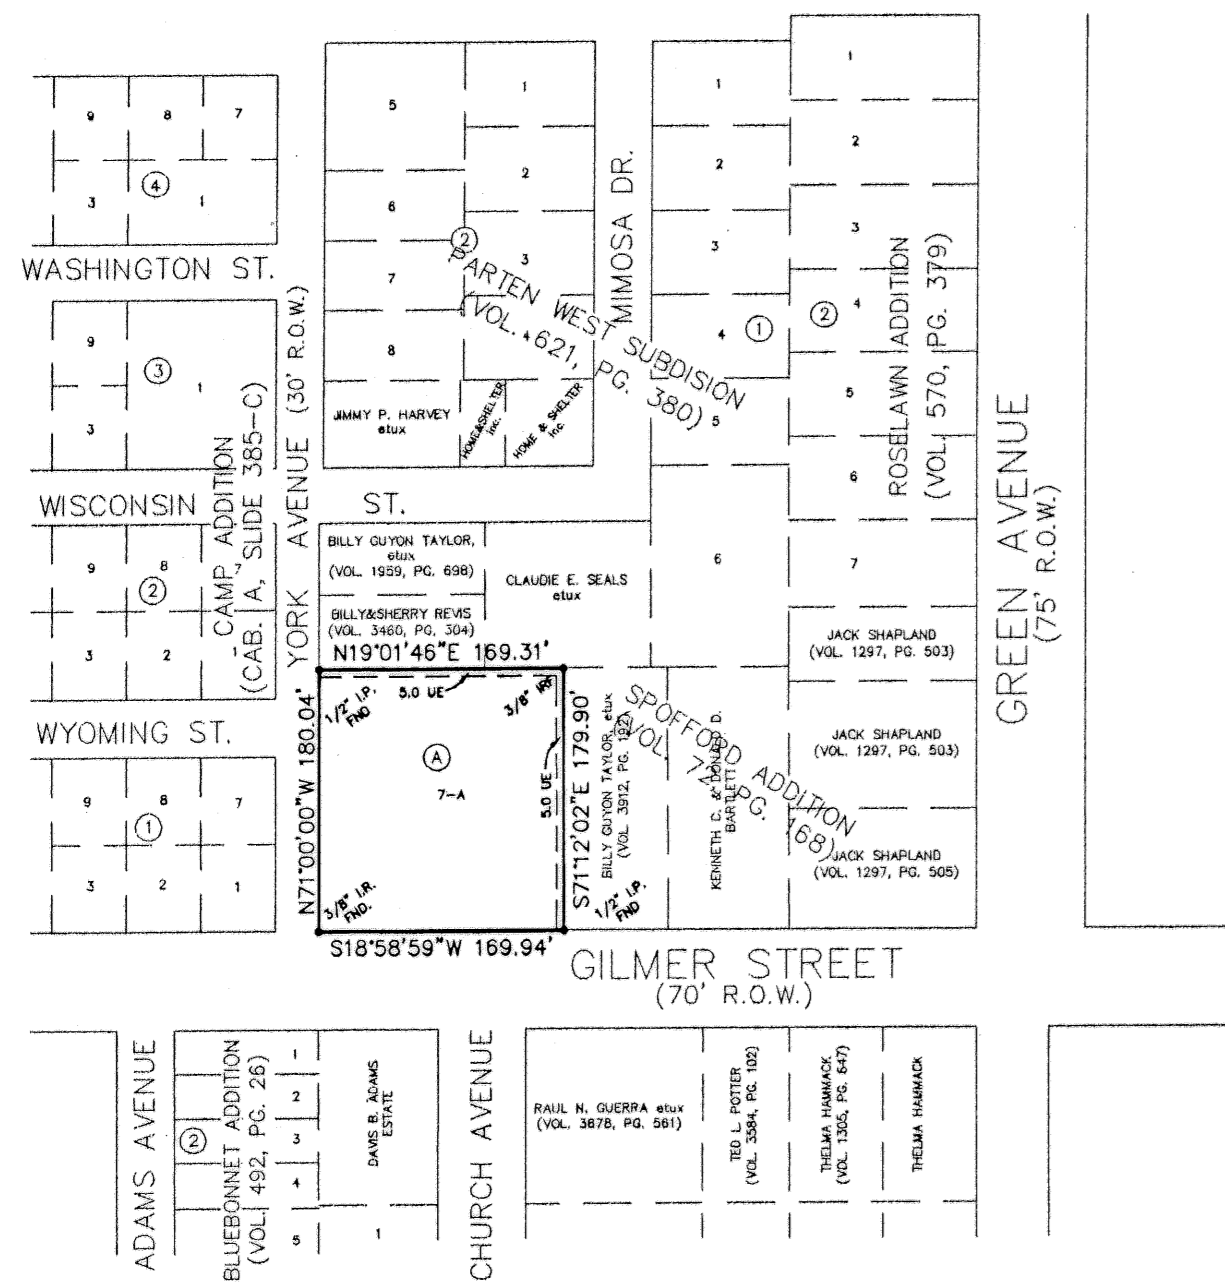 9
8
7
3
④
1
WASHINGTON ST.
9
③
1
3
WISCONSIN
ST.
9
8
7
②
3
2
1
WYOMING ST.
9
8
7
①
3
2
1
CAMP ADDITION
(CAB. A, SLIDE 385-C)
YORK AVENUE (30' R.O.W.)
5
1
6
2
②
7
3
8
4
PARTEN WEST SUBDISION
(VOL. 621, PG. 380)
JIMMY P. HARVEY
etux
HOME&SHELTER
inc.
HOME & SHELTER
inc.
MIMOSA DR.
1
2
3
4
①
5
6
1
2
3
②
4
5
6
7
ROSELAWN ADDITION
(VOL. 570, PG. 379)
GREEN AVENUE
(75' R.O.W.)
BILLY GUYON TAYLOR,
etux
(VOL. 1959, PG. 698)
CLAUDIE E. SEALS
etux
BILLY&SHERRY REVIS
(VOL. 3460, PG. 304)
JACK SHAPLAND
(VOL. 1297, PG. 503)
JACK SHAPLAND
(VOL. 1297, PG. 503)
JACK SHAPLAND
(VOL. 1297, PG. 505)
N19°01'46"E 169.31'
5.0 UE
1/2" I.P.
FND
3/8" IRF
N71°00'00"W 180.04'
Ⓐ
7-A
5.0 UE
S71°12'02"E 179.90'
3/8" I.R.
FND.
1/2" I.P.
FND
S18°58'59"W 169.94'
BILLY GUYON TAYLOR, etux
(VOL. 3912, PG. 192)
KENNETH C. & DONALD D.
BARTLETT
SPOFFORD ADDITION
(VOL. 72, PG. 168)
GILMER STREET
(70' R.O.W.)
ADAMS AVENUE
BLUEBONNET ADDITION
(VOL. 492, PG. 26)
②
1
2
3
4
5
DAVIS B. ADAMS
ESTATE
1
CHURCH AVENUE
RAUL N. GUERRA etux
(VOL. 3678, PG. 561)
TED L. POTTER
(VOL. 3584, PG. 102)
THELMA HAMMACK
(VOL. 1305, PG. 647)
THELMA HAMMACK